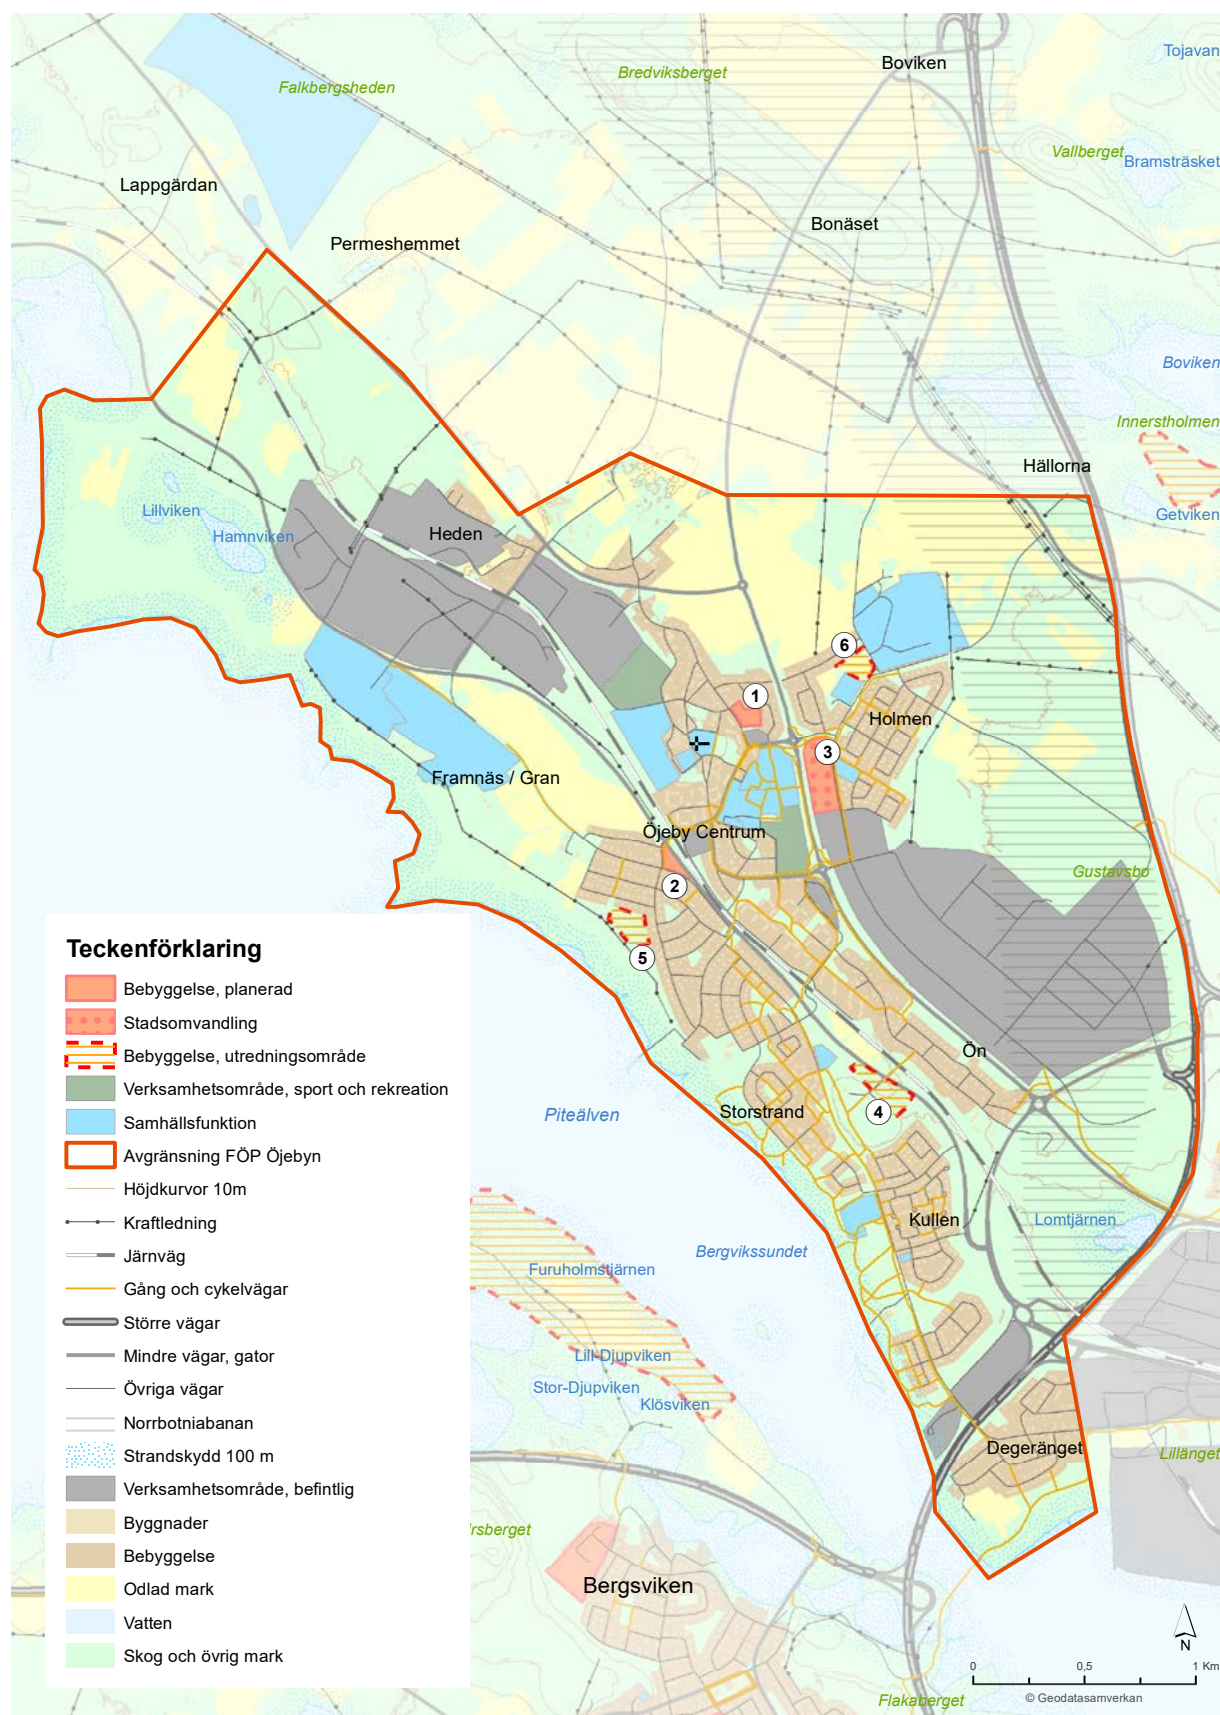 Tojavan
Boviken
Bredviksberget
Falkbergsheden
Vallberget
Bramsträsket
Lappgärdan
Bonäset
Permeshemmet
Boviken
Innerstholmen
Hällorna
Lillviken
Getviken
Hamnviken
Heden
6
1
Holmen
3
Framnäs / Gran
Öjeby Centrum
Gustavsbo
2
5
Ön
4
Storstrand
Piteälven
Kullen
Lomtjärnen
Bergvikssundet
Furuholmstjärnen
Lill-Djupviken
Stor-Djupviken
Klösviken
Degeränget
Lillänget
rsberget
Bergsviken
Flakaberget
Teckenförklaring
Bebyggelse, planerad
Stadsomvandling
Bebyggelse, utredningsområde
Verksamhetsområde, sport och rekreation
Samhällsfunktion
Avgränsning FÖP Öjebyn
Höjdkurvor 10m
Kraftledning
Järnväg
Gång och cykelvägar
Större vägar
Mindre vägar, gator
Övriga vägar
Norrbotniabanan
Strandskydd 100 m
Verksamhetsområde, befintlig
Byggnader
Bebyggelse
Odlad mark
Vatten
Skog och övrig mark
N
0 0,5 1 Km
© Geodatasamverkan